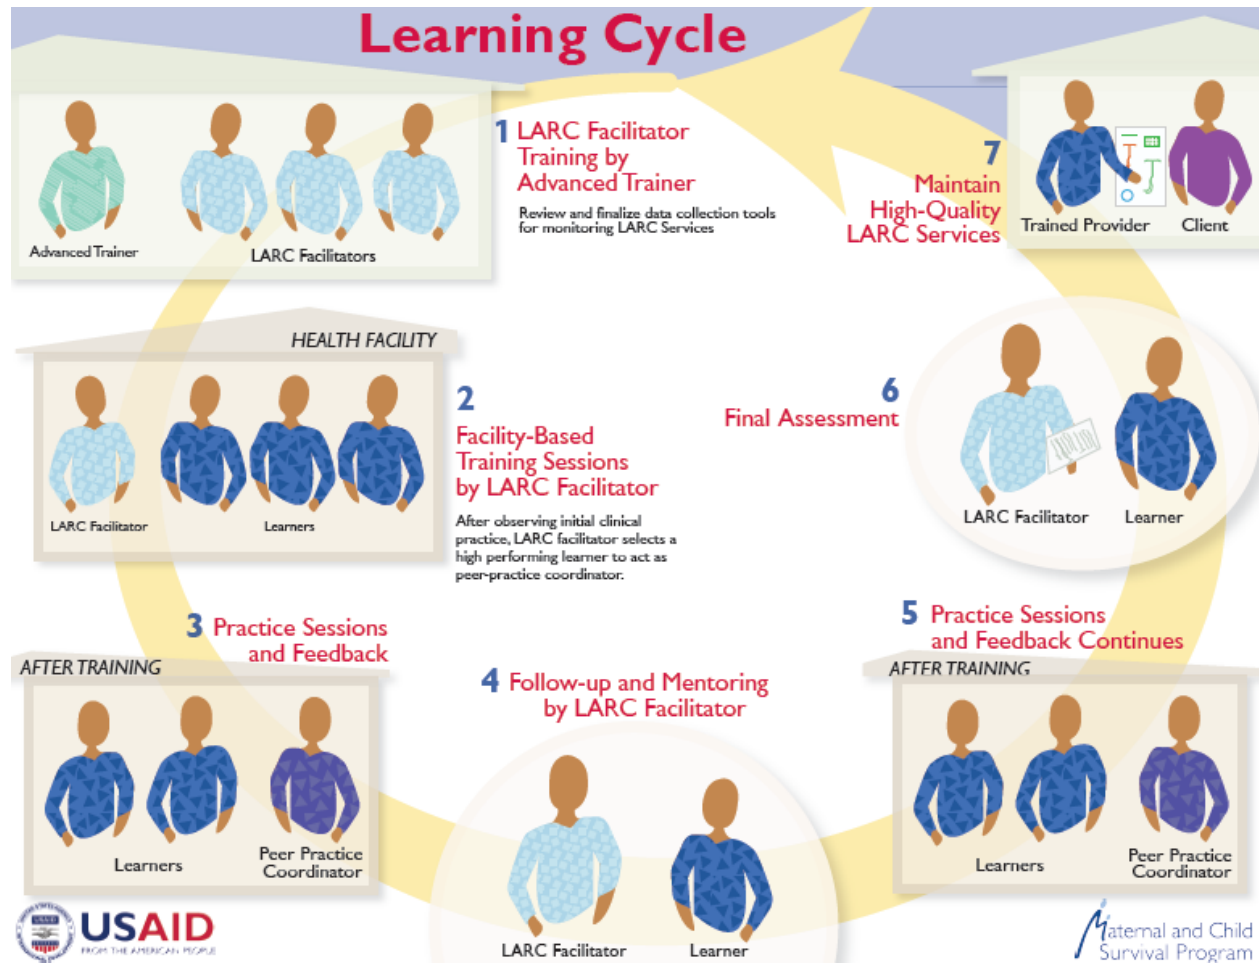 Learning Cycle
1 LARC Facilitator
Training by
Advanced Trainer
Review and finalize data collection tools
for monitoring LARC Services
Advanced Trainer
LARC Facilitators
HEALTH FACILITY
2
Facility-Based
Training Sessions
by LARC Facilitator
After observing initial clinical
practice, LARC facilitator selects a
high performing learner to act as
peer-practice coordinator.
LARC Facilitator
Learners
3 Practice Sessions
and Feedback
AFTER TRAINING
Learners
Peer Practice
Coordinator
4 Follow-up and Mentoring
by LARC Facilitator
LARC Facilitator
Learner
5 Practice Sessions
and Feedback Continues
AFTER TRAINING
Learners
Peer Practice
Coordinator
6
Final Assessment
LARC Facilitator
Learner
7
Maintain
High-Quality
LARC Services
Trained Provider
Client
USAID
FROM THE AMERICAN PEOPLE
Maternal and Child
Survival Program